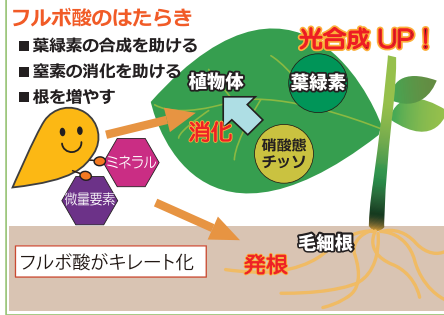 フルボ酸のはたらき
■葉緑素の合成を助ける
■窒素の消化を助ける
■根を増やす
光合成 UP！
植物体
葉緑素
消化
硝酸態
チッソ
ミネラル
微量要素
毛細根
フルボ酸がキレート化
発根